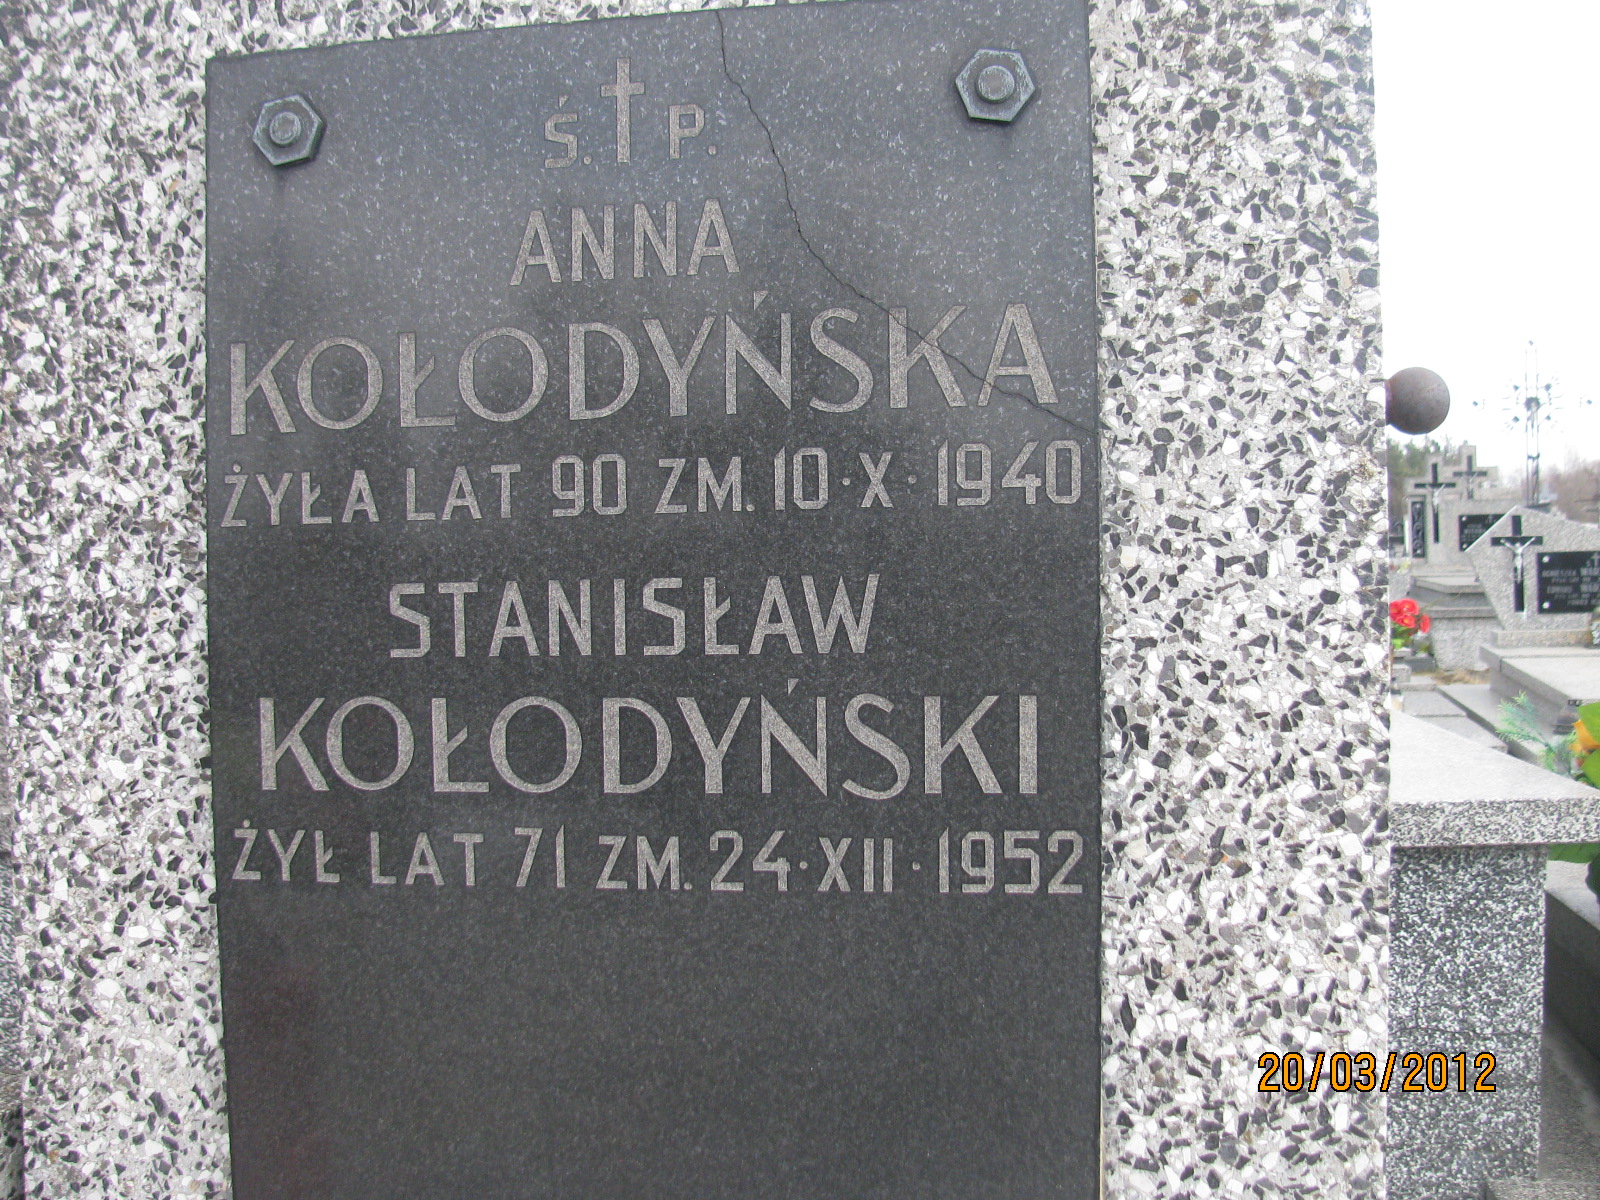 Ś. P.
ANNA
KOŁODYŃSKA
ŻYŁA LAT 90 ZM. 10·X·1940
STANISŁAW
KOŁODYŃSKI
ŻYŁ LAT 71 ZM. 24·XII·1952
20/03/2012